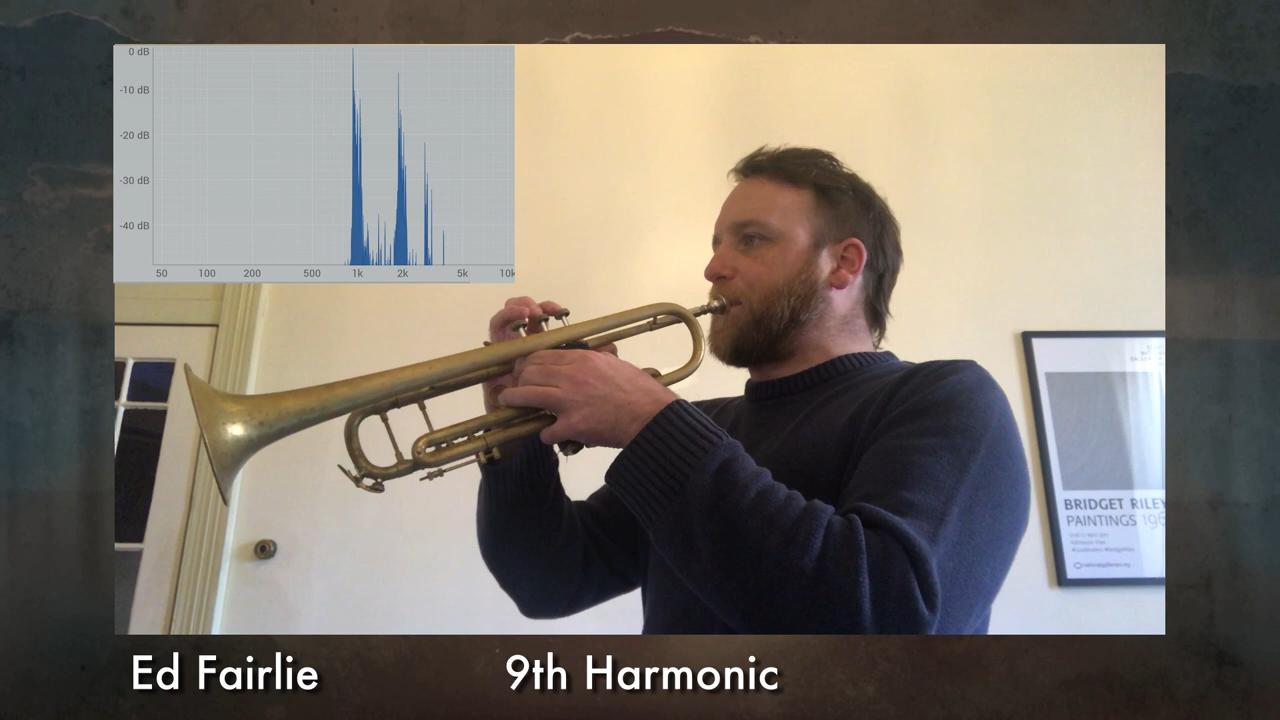 0 dB
-10 dB
-20 dB
-30 dB
-40 dB
50 100 200 500 1k 2k 5k 10k
BRIDGET RILEY
PAINTINGS 196
Ed Fairlie
9th Harmonic